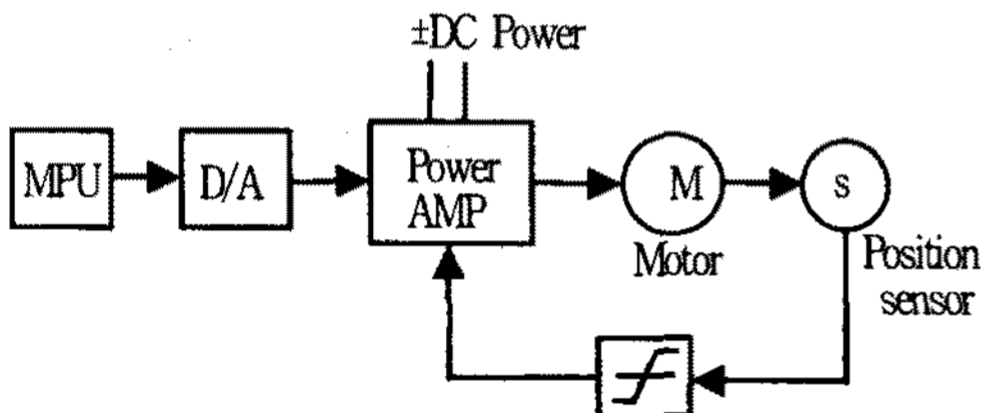 ±DC Power
MPU
D/A
Power
AMP
M
Motor
s
Position
sensor